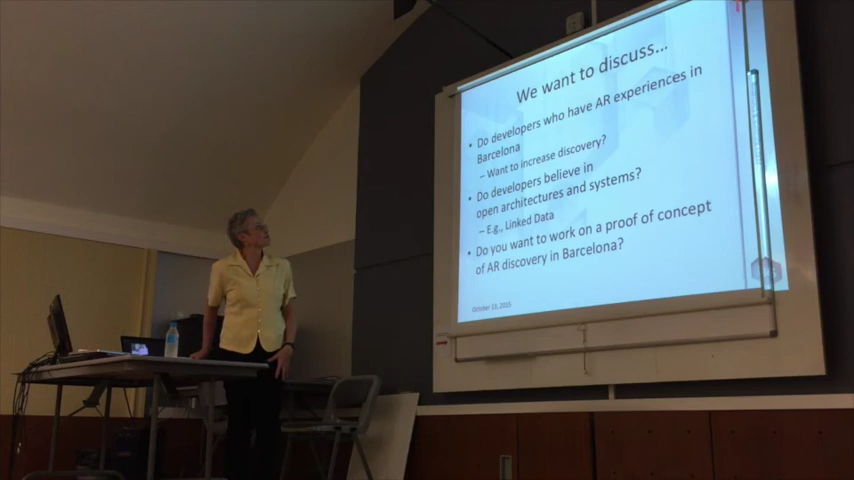 We want to discuss...
• Do developers who have AR experiences in
Barcelona
– Want to increase discovery?
• Do developers believe in
open architectures and systems?
– E.g., Linked Data
• Do you want to work on a proof of concept
of AR discovery in Barcelona?
October 13, 2015